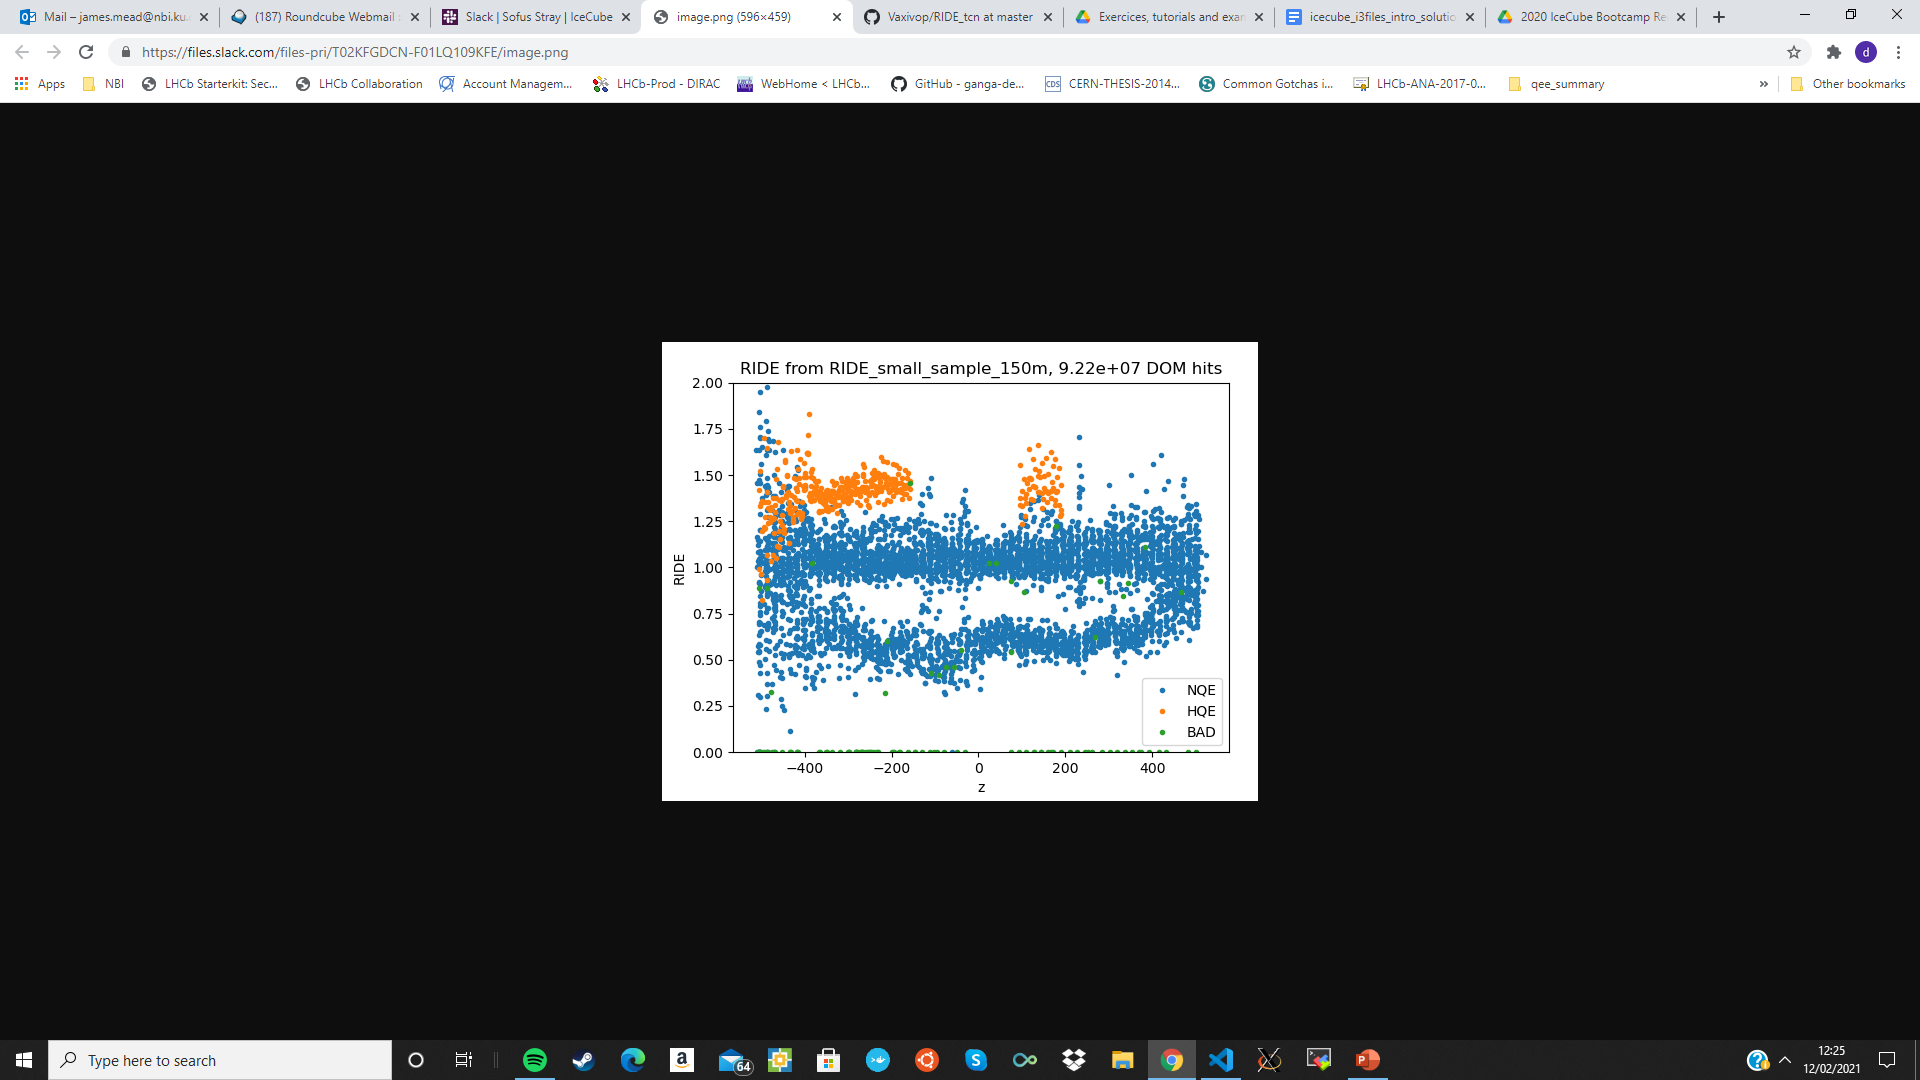 Mail – james.mead@nbi.ku.
(187) Roundcube Webmail
Slack | Sofus Stray | IceCube
image.png (596×459)
Vaxivop/RIDE_tcn at master
Exercices, tutorials and exam
icecube_i3files_intro_solutio
2020 IceCube Bootcamp Re
https://files.slack.com/files-pri/T02KFGDCN-F01LQ109KFE/image.png
d
Apps
NBI
LHCb Starterkit: Sec...
LHCb Collaboration
Account Managem...
LHCb-Prod - DIRAC
WebHome < LHCb...
GitHub - ganga-de...
CDS
CERN-THESIS-2014...
Common Gotchas i...
LHCb-ANA-2017-0...
qee_summary
»
Other bookmarks
RIDE from RIDE_small_sample_150m, 9.22e+07 DOM hits
2.00
1.75
1.50
1.25
1.00
0.75
0.50
0.25
0.00
RIDE
NQE
HQE
BAD
−400
−200
0
200
400
z
Type here to search
64
12:25
12/02/2021